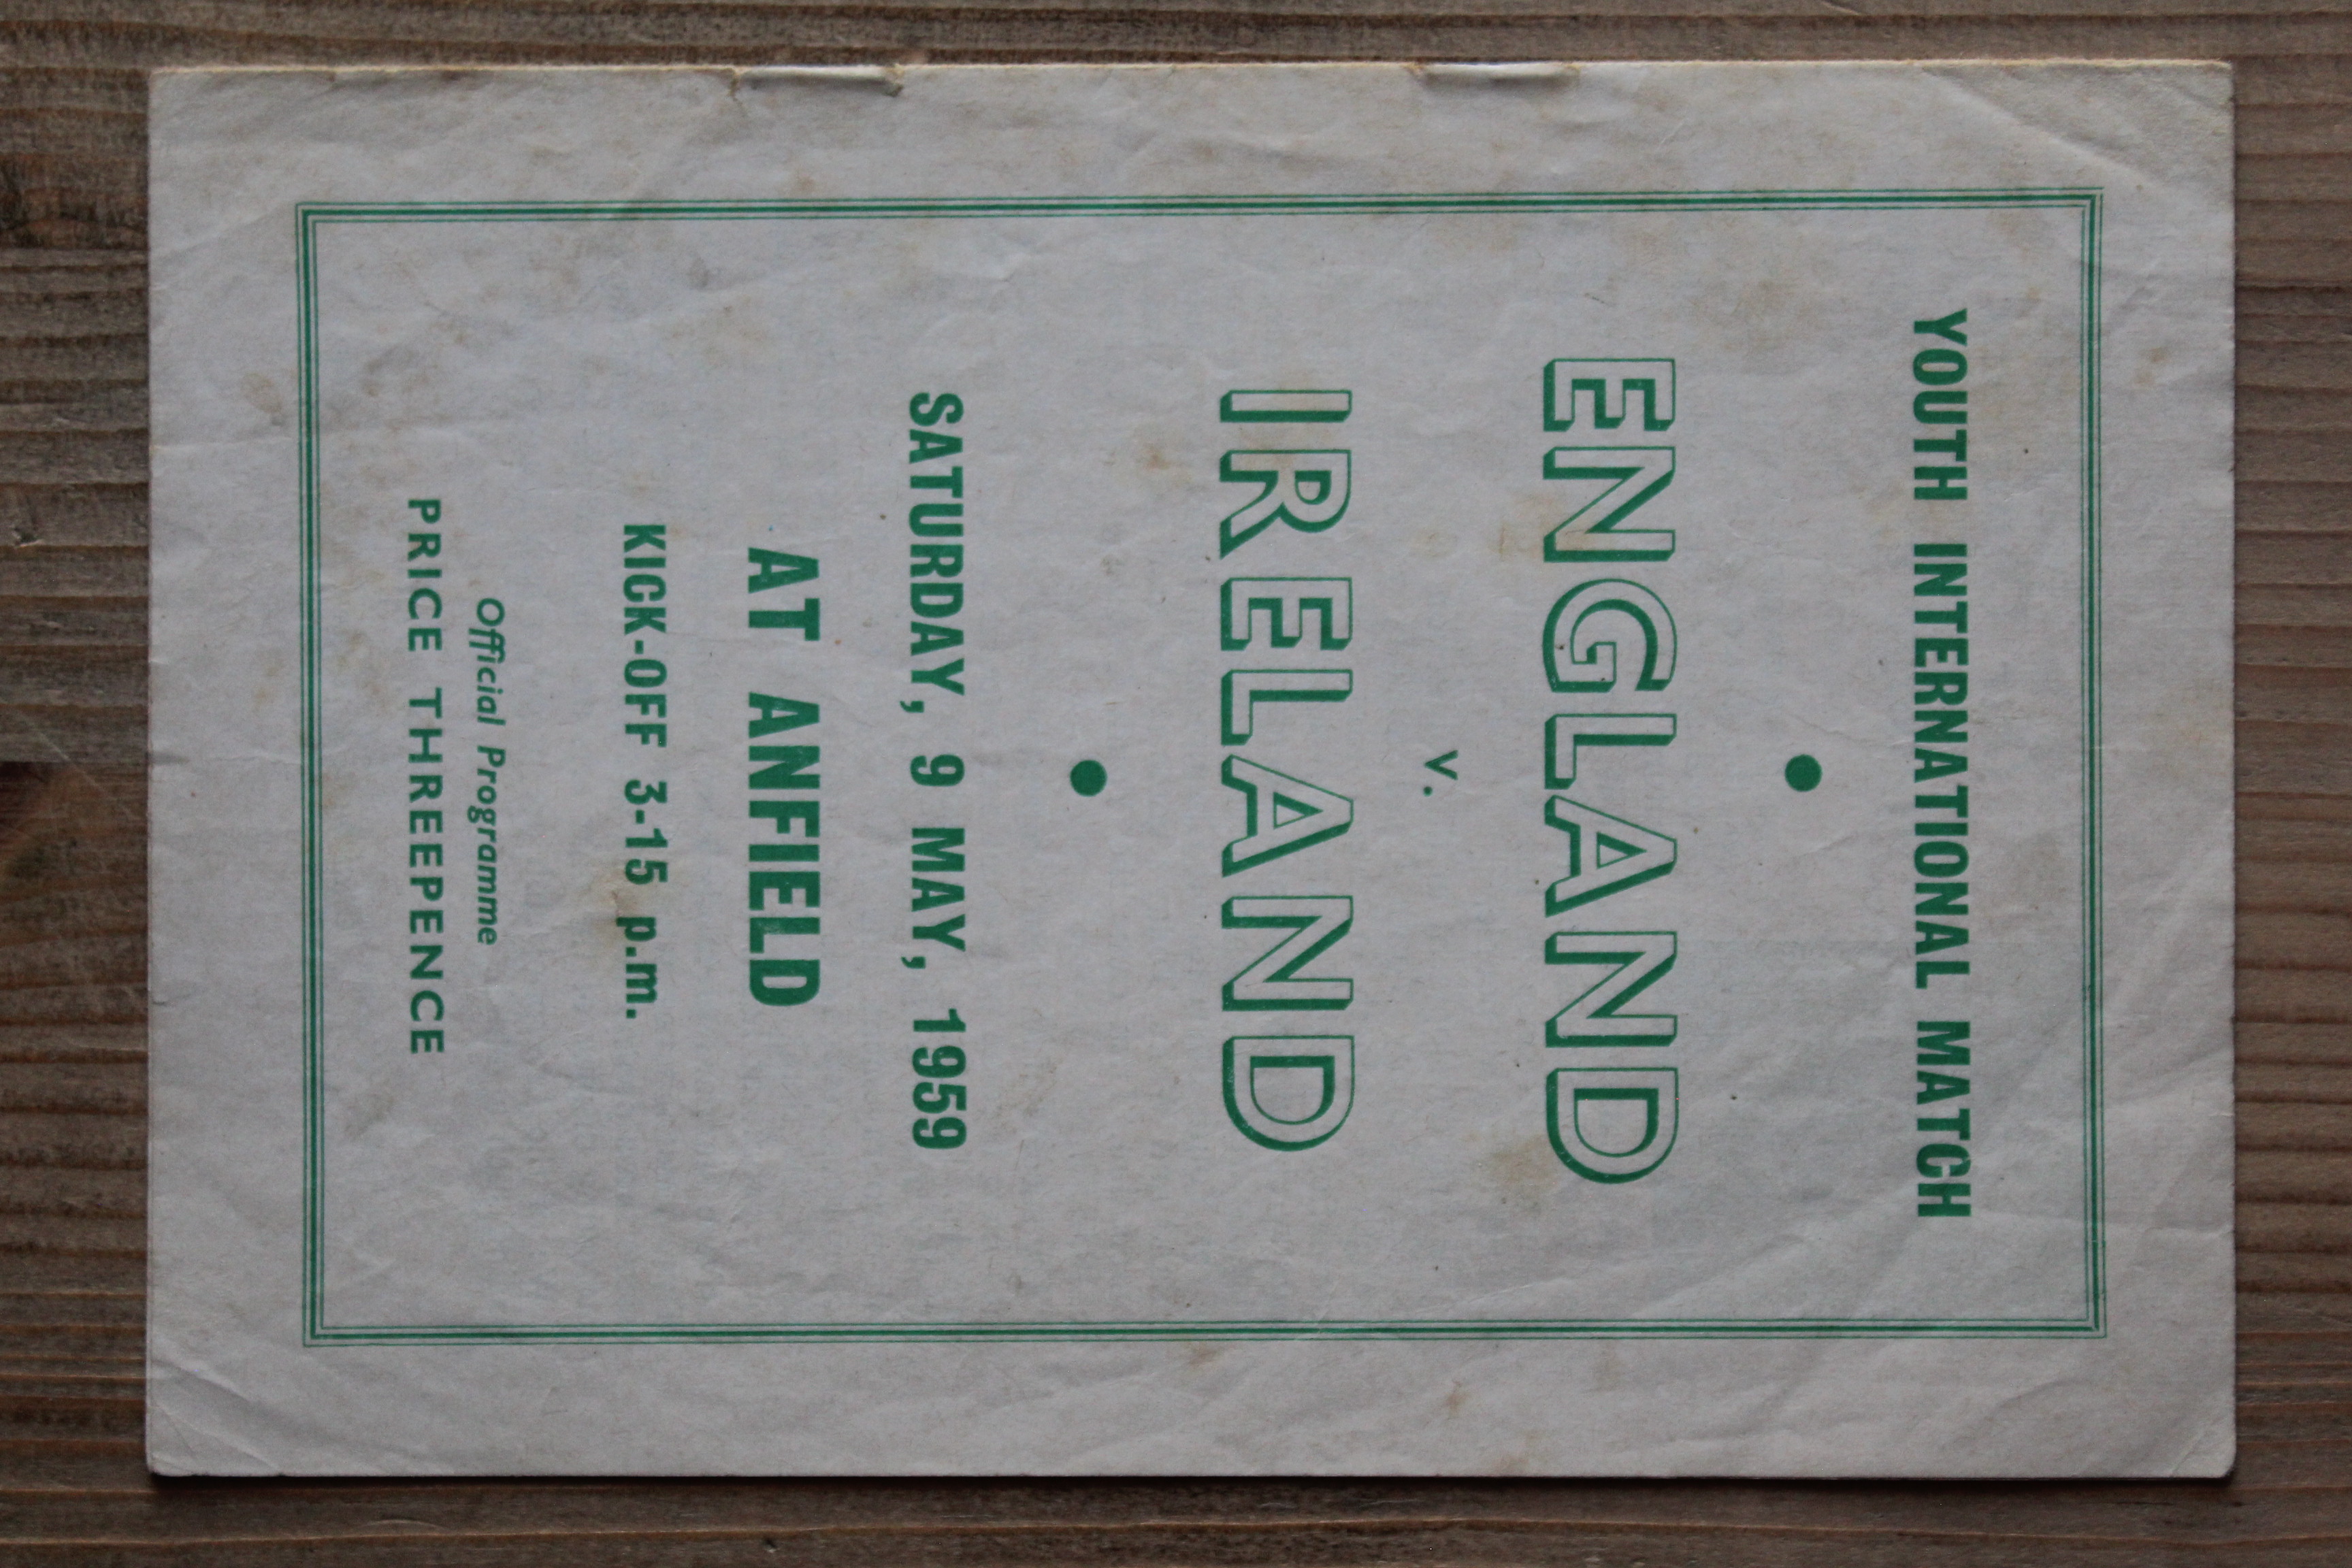 YOUTH INTERNATIONAL MATCH
ENGLAND
v.
IRELAND
SATURDAY, 9 MAY, 1959
AT ANFIELD
KICK-OFF 3-15 p.m.
Official Programme
PRICE THREEPENCE